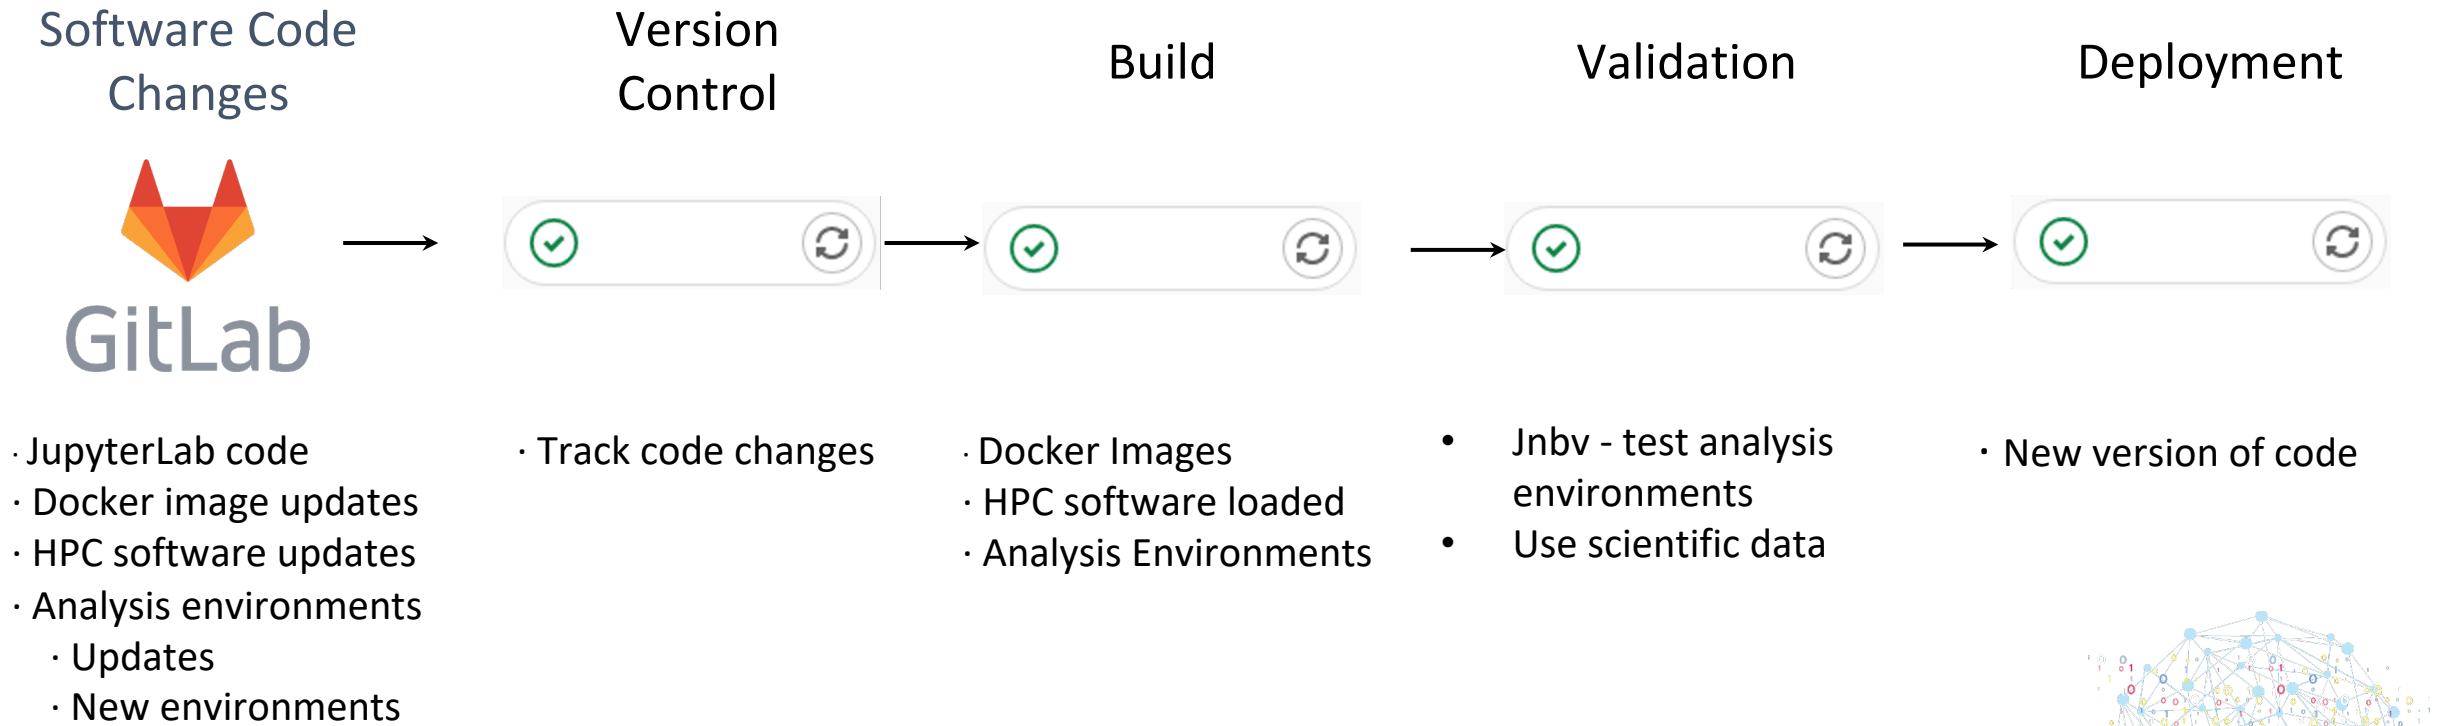 Software Code
Changes
Version
Control
Build
Validation
Deployment
GitLab
· JupyterLab code
· Docker image updates
· HPC software updates
· Analysis environments
· Updates
· New environments
· Track code changes
· Docker Images
· HPC software loaded
· Analysis Environments
• Jnbv - test analysis
environments
• Use scientific data
· New version of code